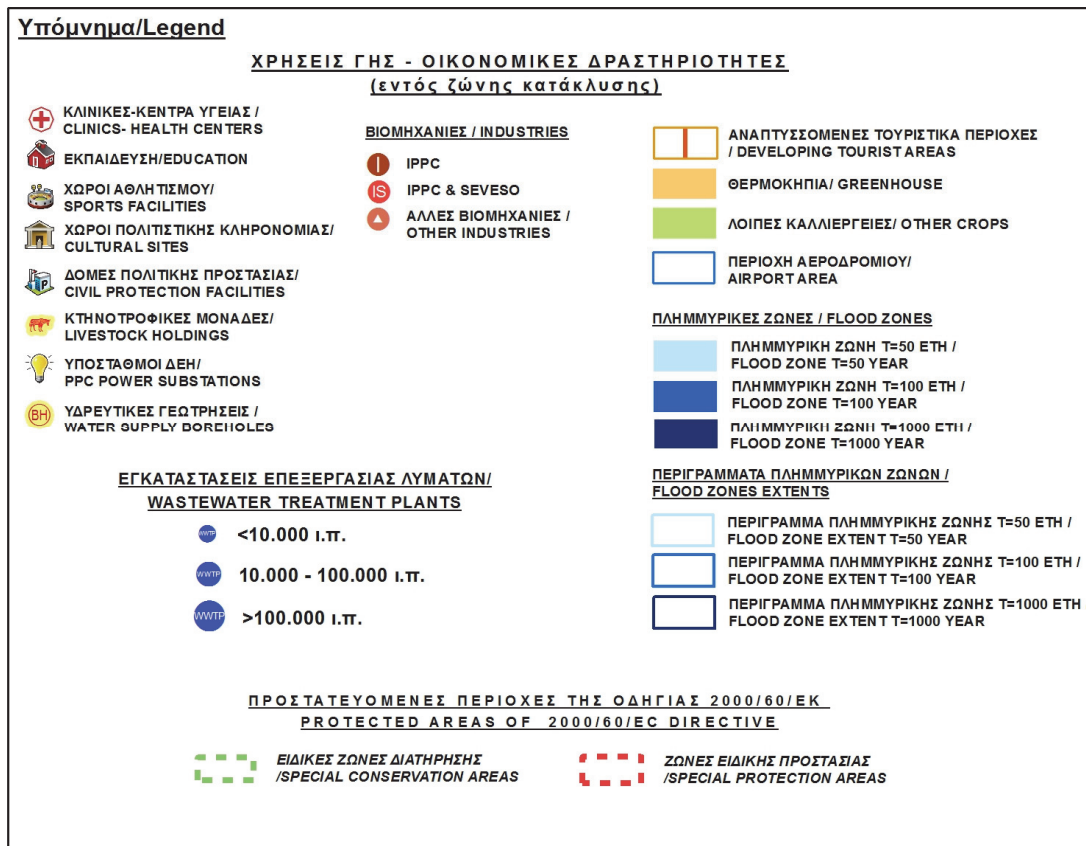 Υπόμνημα/Legend
ΧΡΗΣΕΙΣ ΓΗΣ - ΟΙΚΟΝΟΜΙΚΕΣ ΔΡΑΣΤΗΡΙΟΤΗΤΕΣ
(εντός ζώνης κατάκλυσης)
ΚΛΙΝΙΚΕΣ-ΚΕΝΤΡΑ ΥΓΕΙΑΣ /
CLINICS- HEALTH CENTERS
ΕΚΠΑΙΔΕΥΣΗ/EDUCATION
ΧΩΡΟΙ ΑΘΛΗΤΙΣΜΟΥ/
SPORTS FACILITIES
ΧΩΡΟΙ ΠΟΛΙΤΙΣΤΙΚΗΣ ΚΛΗΡΟΝΟΜΙΑΣ/
CULTURAL SITES
ΔΟΜΕΣ ΠΟΛΙΤΙΚΗΣ ΠΡΟΣΤΑΣΙΑΣ/
CIVIL PROTECTION FACILITIES
ΚΤΗΝΟΤΡΟΦΙΚΕΣ ΜΟΝΑΔΕΣ/
LIVESTOCK HOLDINGS
ΥΠΟΣΤΑΘΜΟΙ ΔΕΗ/
PPC POWER SUBSTATIONS
BH
ΥΔΡΕΥΤΙΚΕΣ ΓΕΩΤΡΗΣΕΙΣ /
WATER SUPPLY BOREHOLES
ΒΙΟΜΗΧΑΝΙΕΣ / INDUSTRIES
I IPPC
IS IPPC & SEVESO
ΑΛΛΕΣ ΒΙΟΜΗΧΑΝΙΕΣ /
OTHER INDUSTRIES
ΑΝΑΠΤΥΣΣΟΜΕΝΕΣ ΤΟΥΡΙΣΤΙΚΑ ΠΕΡΙΟΧΕΣ
/ DEVELOPING TOURIST AREAS
ΘΕΡΜΟΚΗΠΙΑ/ GREENHOUSE
ΛΟΙΠΕΣ ΚΑΛΛΙΕΡΓΕΙΕΣ/ OTHER CROPS
ΠΕΡΙΟΧΗ ΑΕΡΟΔΡΟΜΙΟΥ/
AIRPORT AREA
ΠΛΗΜΜΥΡΙΚΕΣ ΖΩΝΕΣ / FLOOD ZONES
ΠΛΗΜΜΥΡΙΚΗ ΖΩΝΗ T=50 ΕΤΗ /
FLOOD ZONE T=50 YEAR
ΠΛΗΜΜΥΡΙΚΗ ΖΩΝΗ T=100 ΕΤΗ /
FLOOD ZONE T=100 YEAR
ΠΛΗΜΜΥΡΙΚΗ ΖΩΝΗ T=1000 ΕΤΗ /
FLOOD ZONE T=1000 YEAR
ΠΕΡΙΓΡΑΜΜΑΤΑ ΠΛΗΜΜΥΡΙΚΩΝ ΖΩΝΩΝ /
FLOOD ZONES EXTENTS
ΠΕΡΙΓΡΑΜΜΑ ΠΛΗΜΜΥΡΙΚΗΣ ΖΩΝΗΣ T=50 ΕΤΗ /
FLOOD ZONE EXTENT T=50 YEAR
ΠΕΡΙΓΡΑΜΜΑ ΠΛΗΜΜΥΡΙΚΗΣ ΖΩΝΗΣ T=100 ΕΤΗ /
FLOOD ZONE EXTENT T=100 YEAR
ΠΕΡΙΓΡΑΜΜΑ ΠΛΗΜΜΥΡΙΚΗΣ ΖΩΝΗΣ T=1000 ΕΤΗ
FLOOD ZONE EXTENT T=1000 YEAR
ΕΓΚΑΤΑΣΤΑΣΕΙΣ ΕΠΕΞΕΡΓΑΣΙΑΣ ΛΥΜΑΤΩΝ/
WASTEWATER TREATMENT PLANTS
WWTP <10.000 ι.π.
WWTP 10.000 - 100.000 ι.π.
WWTP >100.000 ι.π.
ΠΡΟΣΤΑΤΕΥΟΜΕΝΕΣ ΠΕΡΙΟΧΕΣ ΤΗΣ ΟΔΗΓΙΑΣ 2000/60/ΕΚ
PROTECTED AREAS OF 2000/60/EC DIRECTIVE
ΕΙΔΙΚΕΣ ΖΩΝΕΣ ΔΙΑΤΗΡΗΣΗΣ
/SPECIAL CONSERVATION AREAS
ΖΩΝΕΣ ΕΙΔΙΚΗΣ ΠΡΟΣΤΑΣΙΑΣ
/SPECIAL PROTECTION AREAS